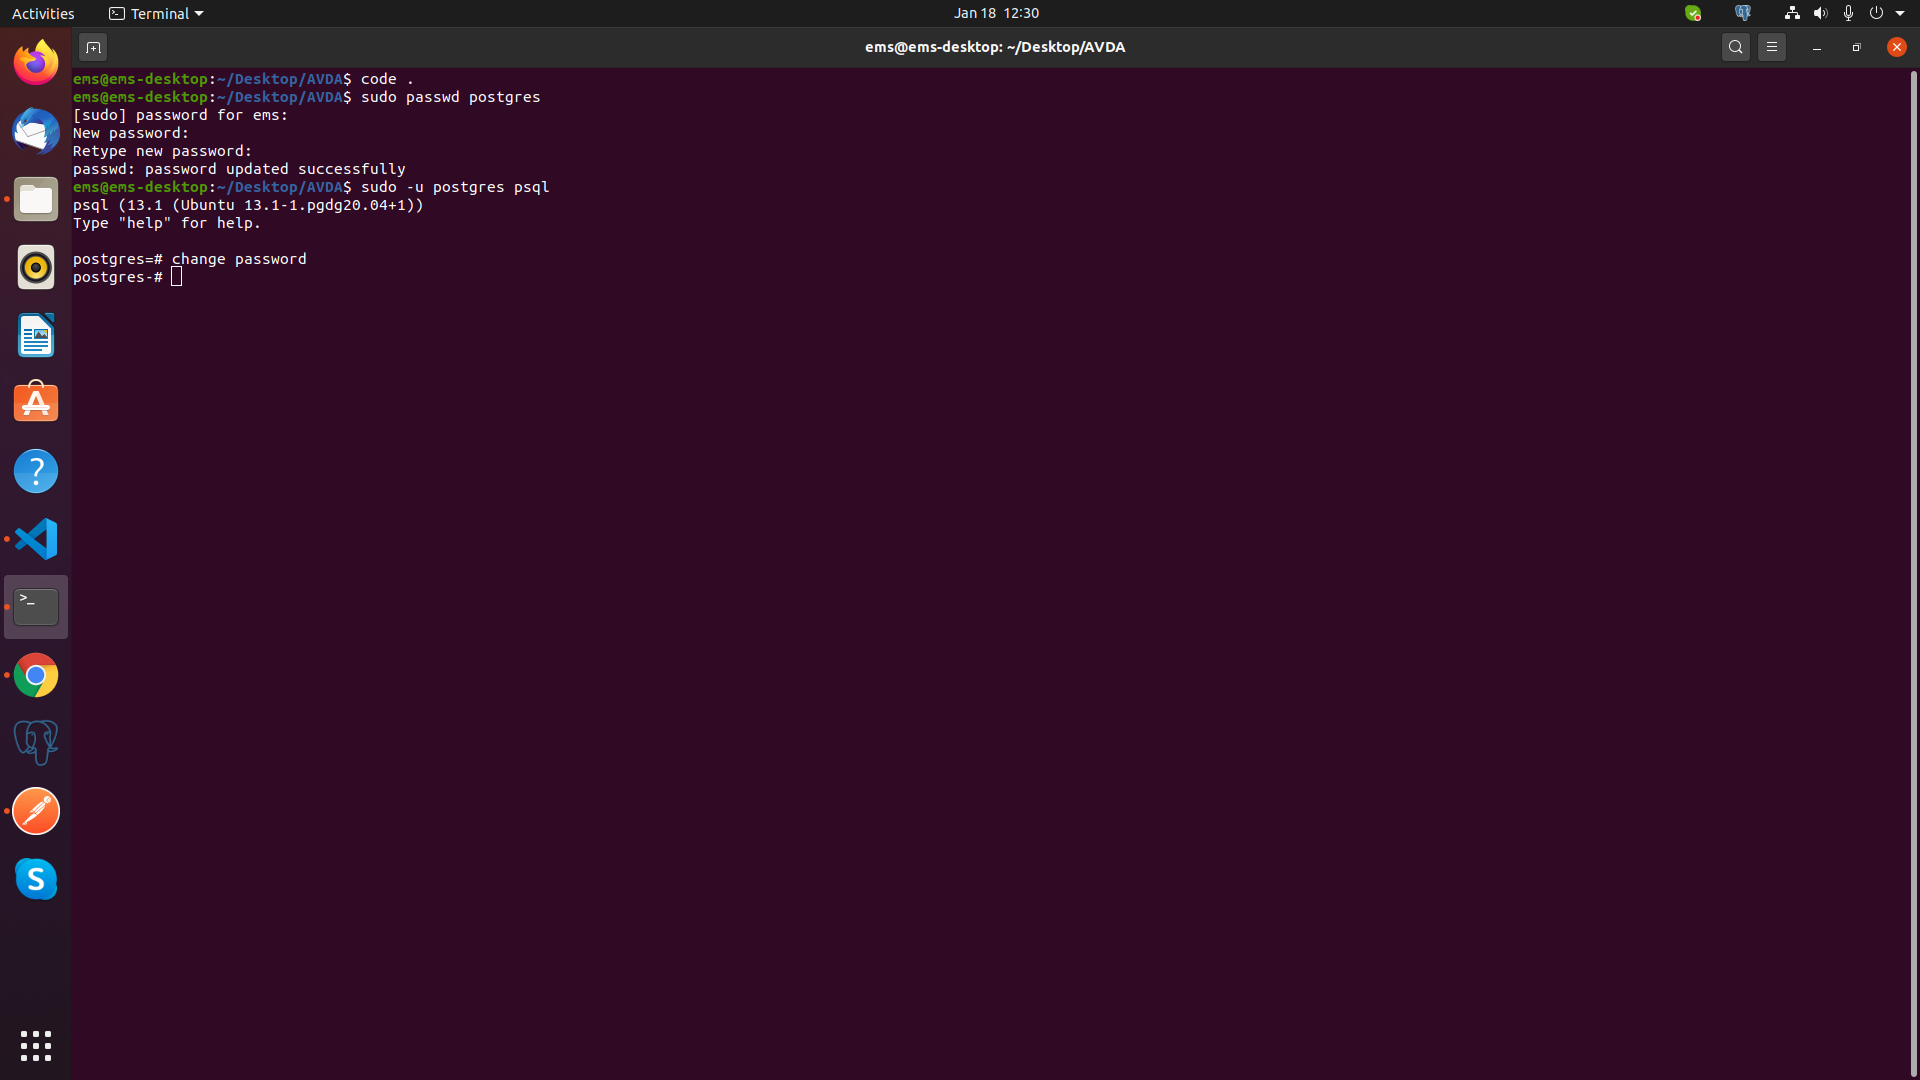 Activities
Terminal
Jan 18 12:30
ems@ems-desktop: ~/Desktop/AVDA
ems@ems-desktop:~/Desktop/AVDA$ code .
ems@ems-desktop:~/Desktop/AVDA$ sudo passwd postgres
[sudo] password for ems:
New password:
Retype new password:
passwd: password updated successfully
ems@ems-desktop:~/Desktop/AVDA$ sudo -u postgres psql
psql (13.1 (Ubuntu 13.1-1.pgdg20.04+1))
Type "help" for help.
postgres=# change password
postgres-#